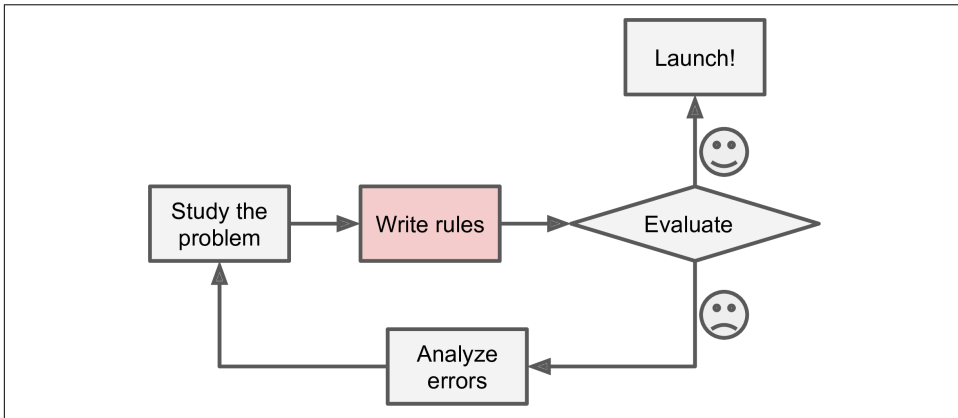 Launch!
Study the
problem
Write rules
Evaluate
Analyze
errors